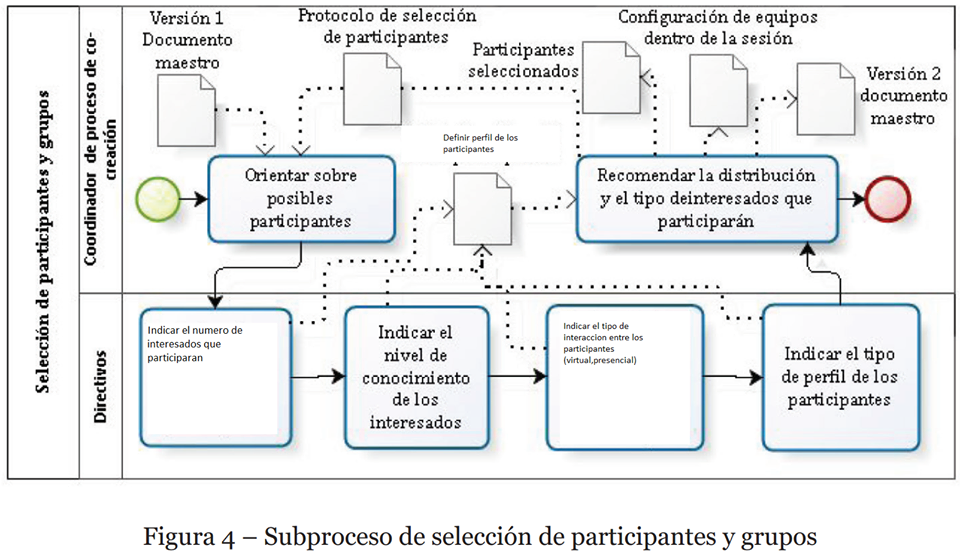 Selección de participantes y grupos
Coordinador de proceso de co-
creación
Versión 1
Documento
maestro
Protocolo de selección
de participantes
Participantes
seleccionados
Configuración de equipos
dentro de la sesión
Versión 2
documento
maestro
Definir perfil de los
participantes
Orientar sobre
posibles
participantes
Recomendar la distribución
y el tipo deinteresados que
participarán
Directivos
Indicar el numero de
interesados que
participaran
Indicar el
nivel de
conocimiento
de los
interesados
Indicar el tipo de
interaccion entre los
participantes
(virtual,presencial)
Indicar el tipo
de perfil de los
participantes
Figura 4 – Subproceso de selección de participantes y grupos